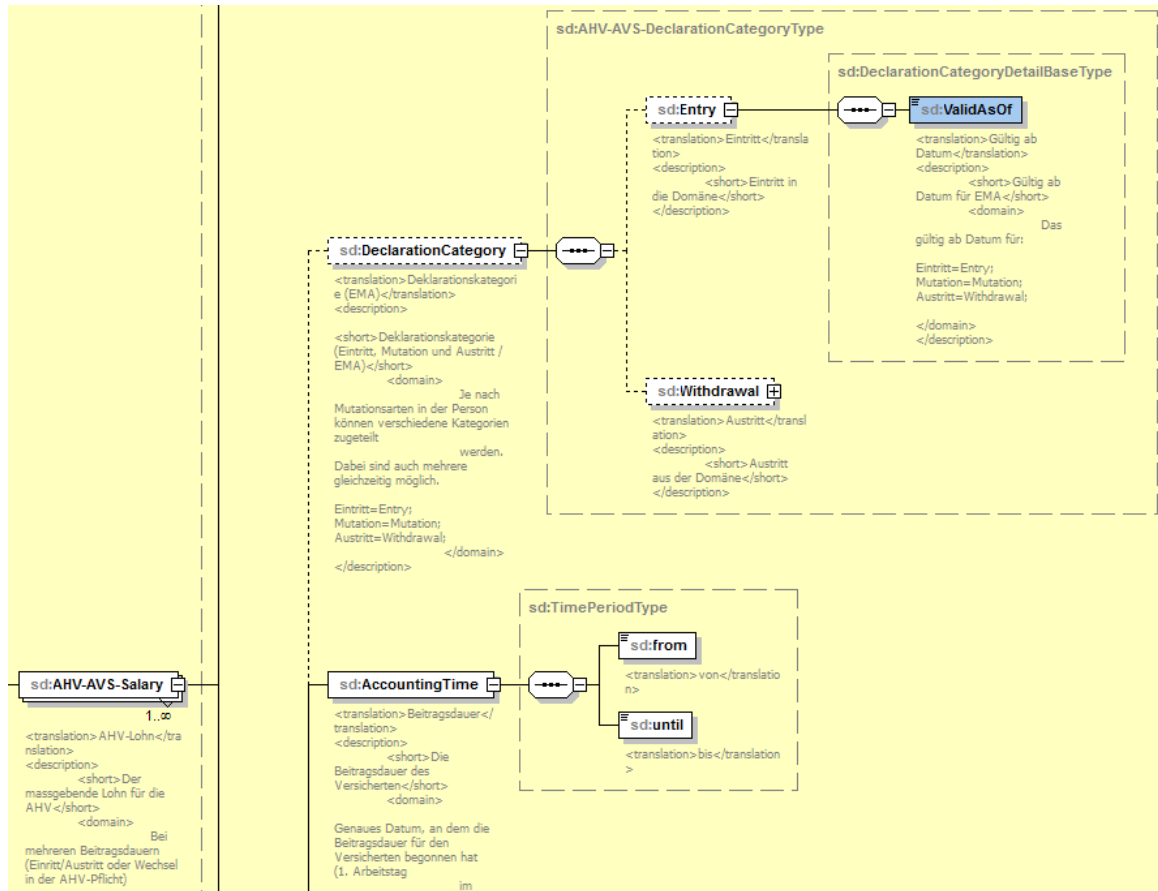 sd:AHV-AVS-DeclarationCategoryType
sd:DeclarationCategoryDetailBaseType
sd:Entry
<translation>Eintritt</transla
tion>
<description>
<short>Eintritt in
die Domäne</short>
</description>
sd:ValidAsOf
<translation>Gültig ab
Datum</translation>
<description>
<short>Gültig ab
Datum für EMA</short>
<domain>
Das
gültig ab Datum für:
Eintritt=Entry;
Mutation=Mutation;
Austritt=Withdrawal;
</domain>
</description>
sd:DeclarationCategory
<translation>Deklarationskategori
e (EMA)</translation>
<description>
<short>Deklarationskategorie
(Eintritt, Mutation und Austritt /
EMA)</short>
<domain>
Je nach
Mutationsarten in der Person
können verschiedene Kategorien
zugeteilt
werden.
Dabei sind auch mehrere
gleichzeitig möglich.
Eintritt=Entry;
Mutation=Mutation;
Austritt=Withdrawal;
</domain>
</description>
sd:Withdrawal
<translation>Austritt</transl
ation>
<description>
<short>Austritt
aus der Domäne</short>
</description>
sd:TimePeriodType
sd:from
<translation>von</translatio
n>
sd:until
<translation>bis</translation
>
sd:AHV-AVS-Salary
1..∞
<translation>AHV-Lohn</tra
nslation>
<description>
<short>Der
massgebende Lohn für die
AHV</short>
<domain>
Bei
mehreren Beitragsdauern
(Einritt/Austritt oder Wechsel
in der AHV-Pflicht)
sd:AccountingTime
<translation>Beitragsdauer</
translation>
<description>
<short>Die
Beitragsdauer des
Versicherten</short>
<domain>
Genaues Datum, an dem die
Beitragsdauer für den
Versicherten begonnen hat
(1. Arbeitstag
im